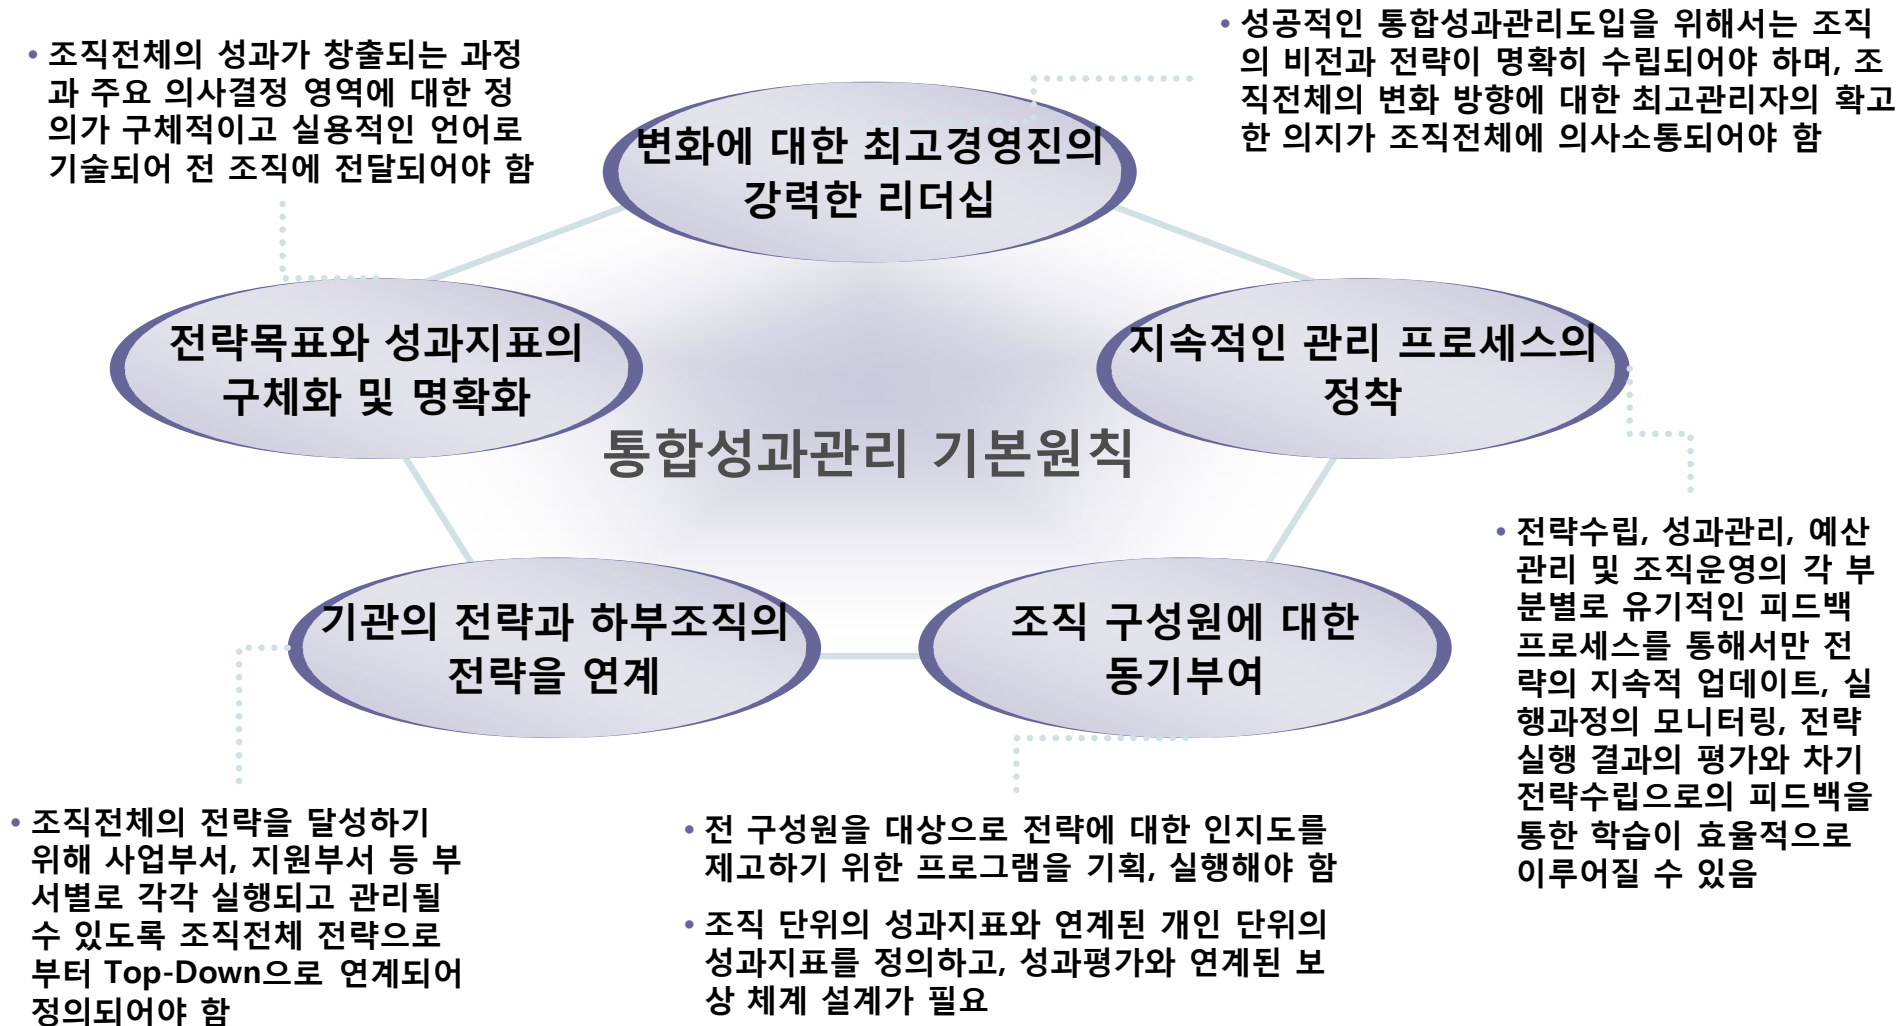 • 조직전체의 성과가 창출되는 과정
과 주요 의사결정 영역에 대한 정
의가 구체적이고 실용적인 언어로
기술되어 전 조직에 전달되어야 함
• 성공적인 통합성과관리도입을 위해서는 조직
의 비전과 전략이 명확히 수립되어야 하며, 조
직전체의 변화 방향에 대한 최고관리자의 확고
한 의지가 조직전체에 의사소통되어야 함
변화에 대한 최고경영진의
강력한 리더십
전략목표와 성과지표의
구체화 및 명확화
지속적인 관리 프로세스의
정착
통합성과관리 기본원칙
기관의 전략과 하부조직의
전략을 연계
조직 구성원에 대한
동기부여
• 전략수립, 성과관리, 예산
관리 및 조직운영의 각 부
분별로 유기적인 피드백
프로세스를 통해서만 전
략의 지속적 업데이트, 실
행과정의 모니터링, 전략
실행 결과의 평가와 차기
전략수립으로의 피드백을
통한 학습이 효율적으로
이루어질 수 있음
• 조직전체의 전략을 달성하기
위해 사업부서, 지원부서 등 부
서별로 각각 실행되고 관리될
수 있도록 조직전체 전략으로
부터 Top-Down으로 연계되어
정의되어야 함
• 전 구성원을 대상으로 전략에 대한 인지도를
제고하기 위한 프로그램을 기획, 실행해야 함
• 조직 단위의 성과지표와 연계된 개인 단위의
성과지표를 정의하고, 성과평가와 연계된 보
상 체계 설계가 필요